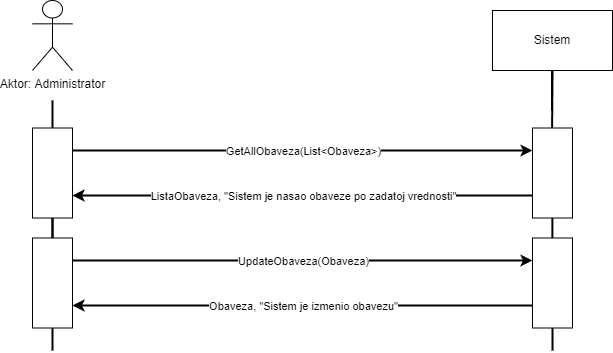 Sistem
Aktor: Administrator
GetAllObaveza(List<Obaveza>)
ListaObaveza, "Sistem je nasao obaveze po zadatoj vrednosti"
UpdateObaveza(Obaveza)
Obaveza, "Sistem je izmenio obavezu"